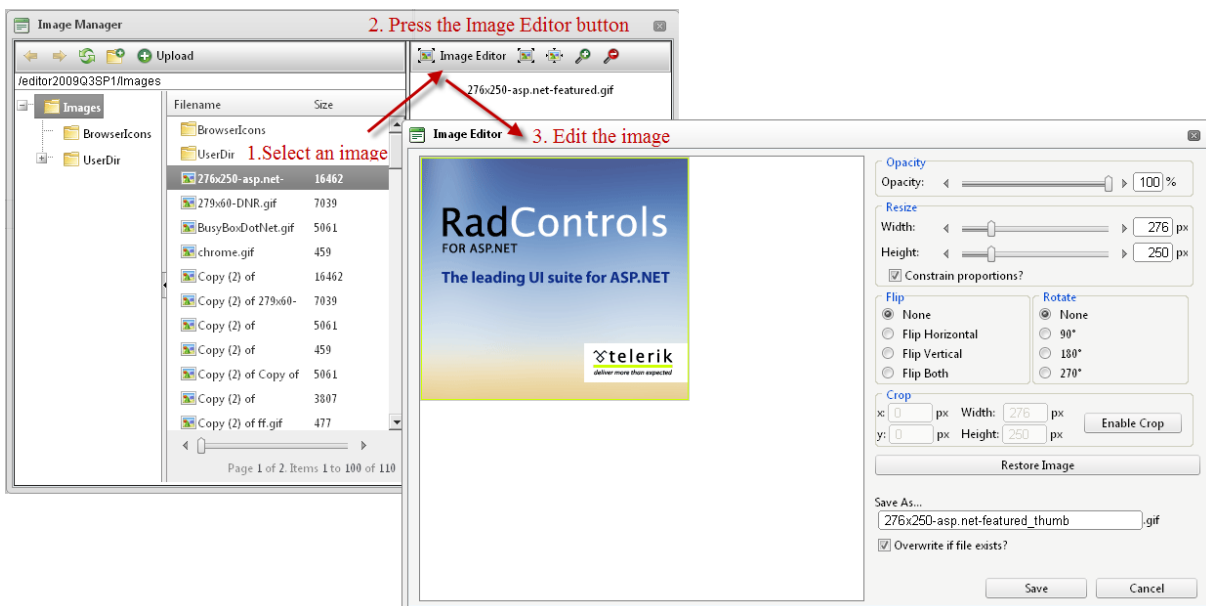 Image Manager
2. Press the Image Editor button
Upload
Image Editor
/editor2009Q3SP1/Images
276x250-asp.net-featured.gif
Images
BrowserIcons
UserDir
Filename Size
BrowserIcons
UserDir
1.Select an image
276x250-asp.net- 16462
279x60-DNR.gif 7039
BusyBoxDotNet.gif 5061
chrome.gif 459
Copy (2) of 16462
Copy (2) of 279x60- 7039
Copy (2) of 5061
Copy (2) of 459
Copy (2) of Copy of 5061
Copy (2) of 3807
Copy (2) of ff.gif 477
Page 1 of 2. Items 1 to 100 of 110
Image Editor
3. Edit the image
RadControls
FOR ASP.NET
The leading UI suite for ASP.NET
telerik
deliver more than expected
Opacity
Opacity: 100 %
Resize
Width: 276 px
Height: 250 px
Constrain proportions?
Flip
None
Flip Horizontal
Flip Vertical
Flip Both
Rotate
None
90°
180°
270°
Crop
x: 0 px Width: 276 px
y: 0 px Height: 250 px
Enable Crop
Restore Image
Save As...
276x250-asp.net-featured_thumb .gif
Overwrite if file exists?
Save Cancel